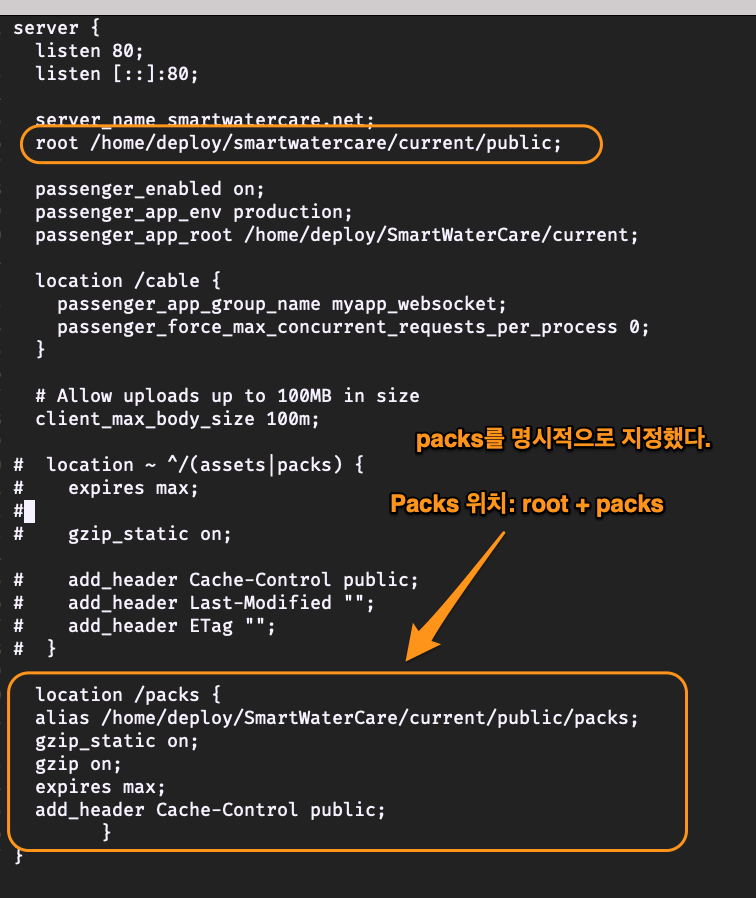 server {
listen 80;
listen [::]:80;
server_name smartwatercare.net;
root /home/deploy/smartwatercare/current/public;
passenger_enabled on;
passenger_app_env production;
passenger_app_root /home/deploy/SmartWaterCare/current;
location /cable {
passenger_app_group_name myapp_websocket;
passenger_force_max_concurrent_requests_per_process 0;
}
# Allow uploads up to 100MB in size
client_max_body_size 100m;
packs를 명시적으로 지정했다.
# location ~ ^/(assets|packs) {
# expires max;
Packs 위치: root + packs
#
# gzip_static on;
# add_header Cache-Control public;
# add_header Last-Modified "";
# add_header ETag "";
# }
location /packs {
alias /home/deploy/SmartWaterCare/current/public/packs;
gzip_static on;
gzip on;
expires max;
add_header Cache-Control public;
}
}